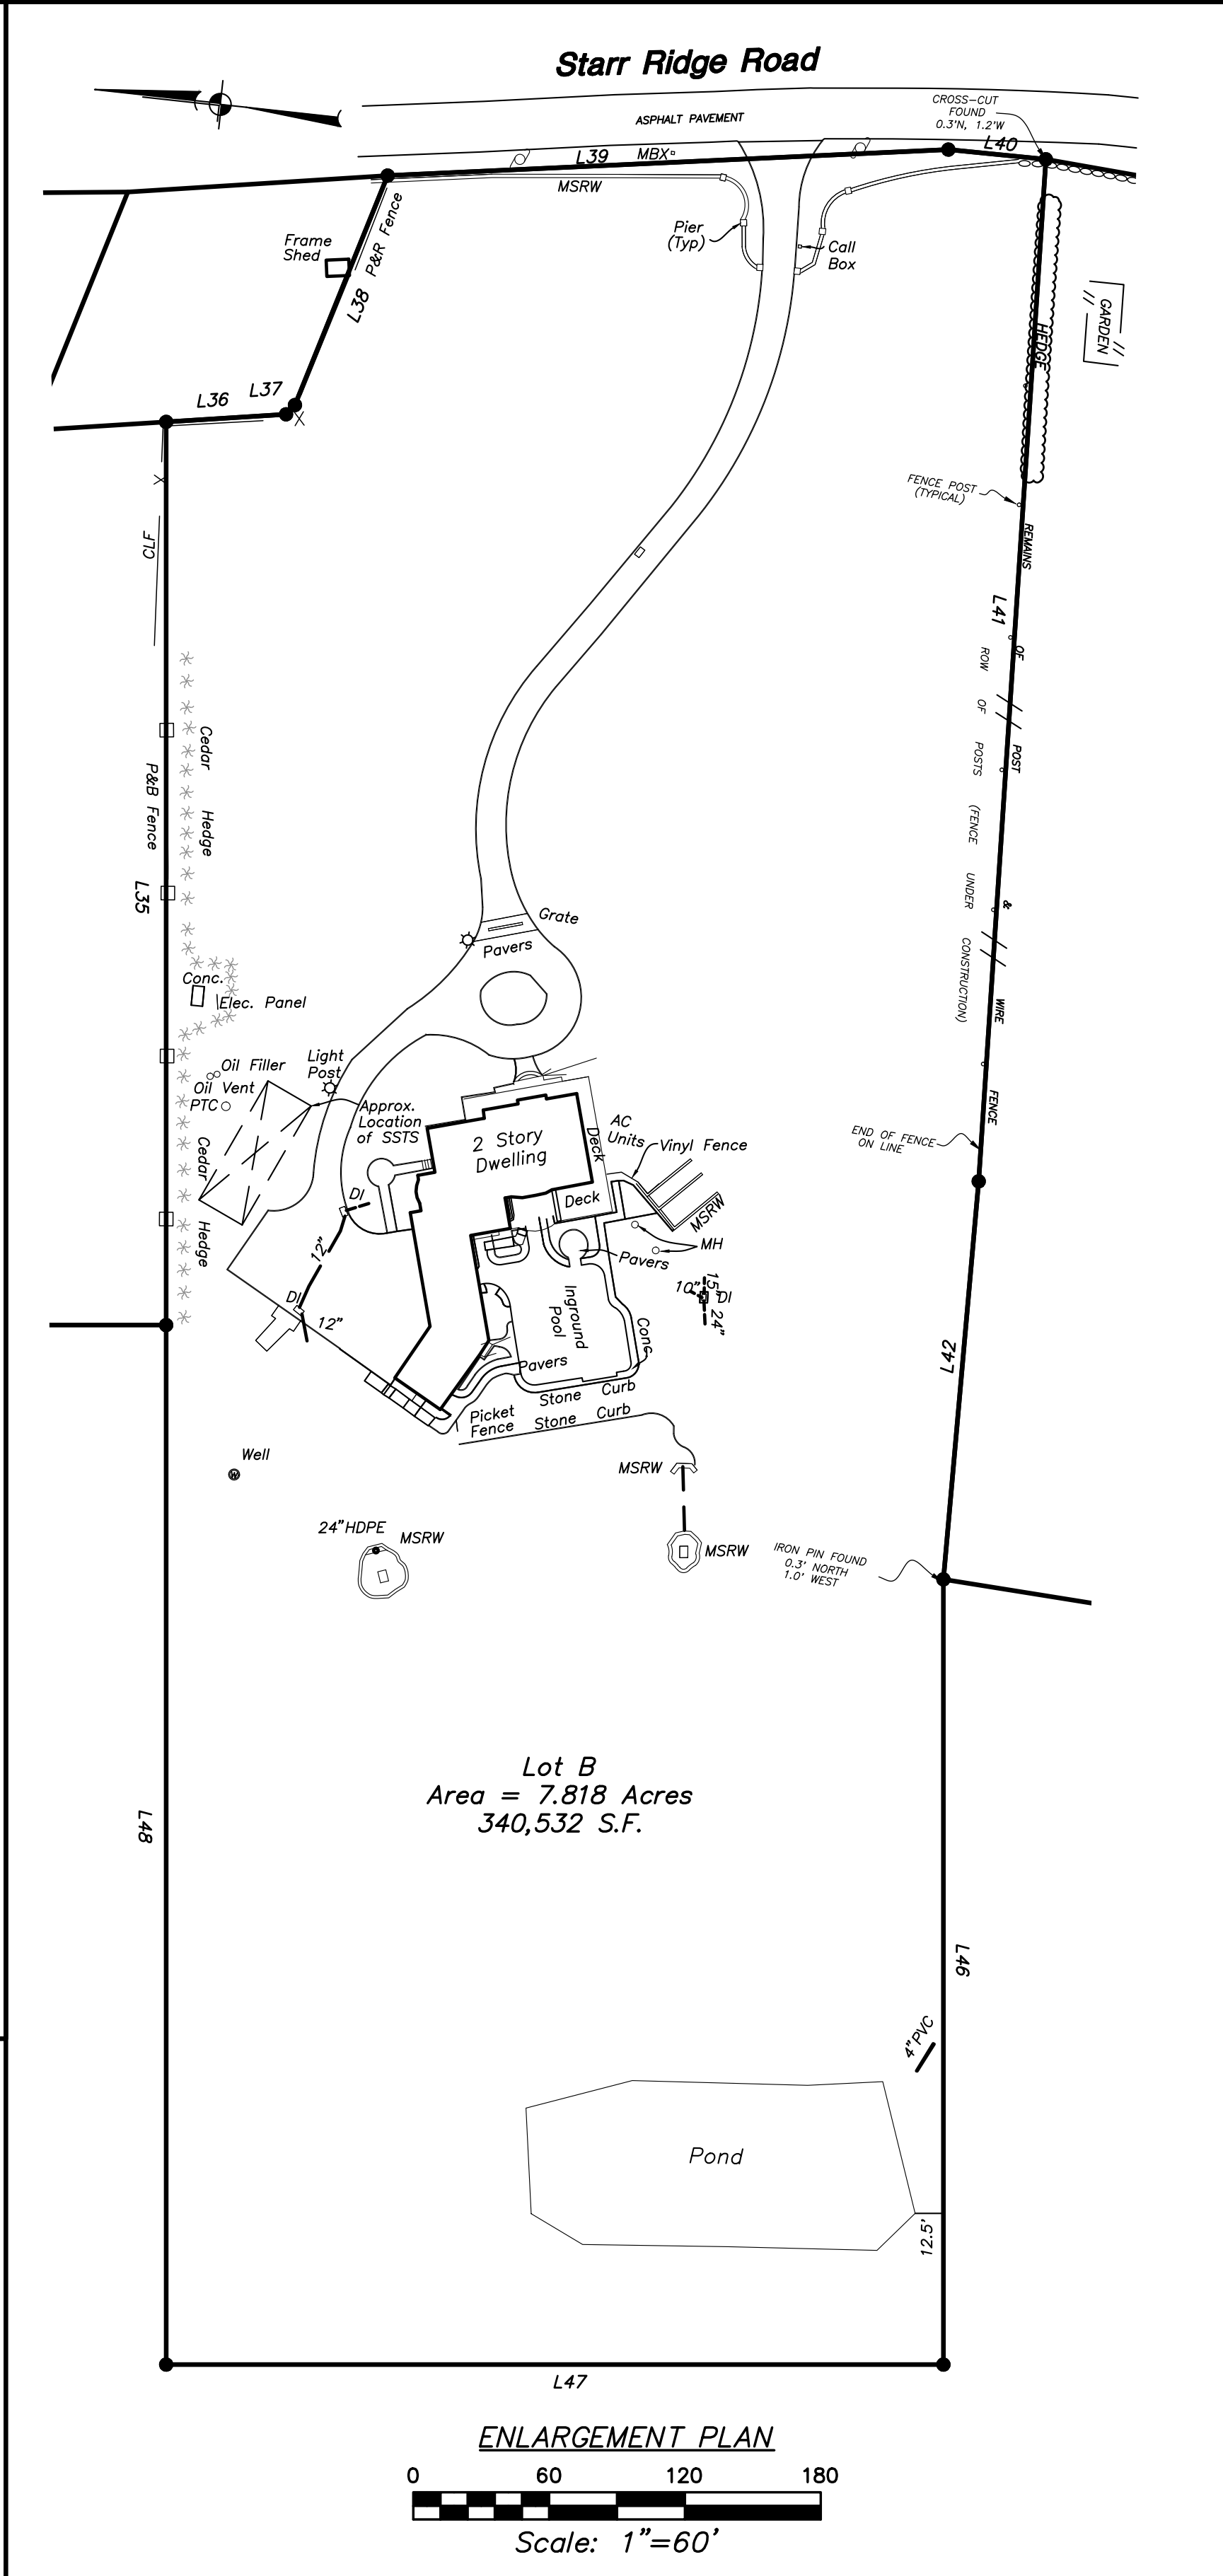 Starr Ridge Road
CROSS-CUT
FOUND
0.3'N, 1.2'W
ASPHALT PAVEMENT
L40
L39
MBX
MSRW
P&R Fence
Frame
Shed
Pier
(Typ)
Call
Box
L38
GARDEN
HEDGE
L37
L36
FENCE POST
(TYPICAL)
CLF
REMAINS OF POST & WIRE FENCE
L41
ROW OF POSTS (FENCE UNDER CONSTRUCTION)
Cedar Hedge
P&B Fence
L35
Grate
Pavers
Conc.
Elec. Panel
Light
Post
Oil Filler
Oil Vent
PTC
Approx.
Location
of SSTS
AC
Units
2 Story
Dwelling
Deck
Vinyl Fence
END OF FENCE
ON LINE
Cedar Hedge
DI
Deck
MSRW
MH
12"
Pavers
10"
15"
DI
24"
DI
12"
Inground
Pool
Conc
L42
Pavers
Stone Curb
Picket
Fence
Stone Curb
Well
MSRW
24"HDPE
MSRW
MSRW
IRON PIN FOUND
0.3' NORTH
1.0' WEST
Lot B
Area = 7.818 Acres
340,532 S.F.
L48
L46
4"PVC
Pond
12.5'
L47
ENLARGEMENT PLAN
0 60 120 180
Scale: 1"=60'